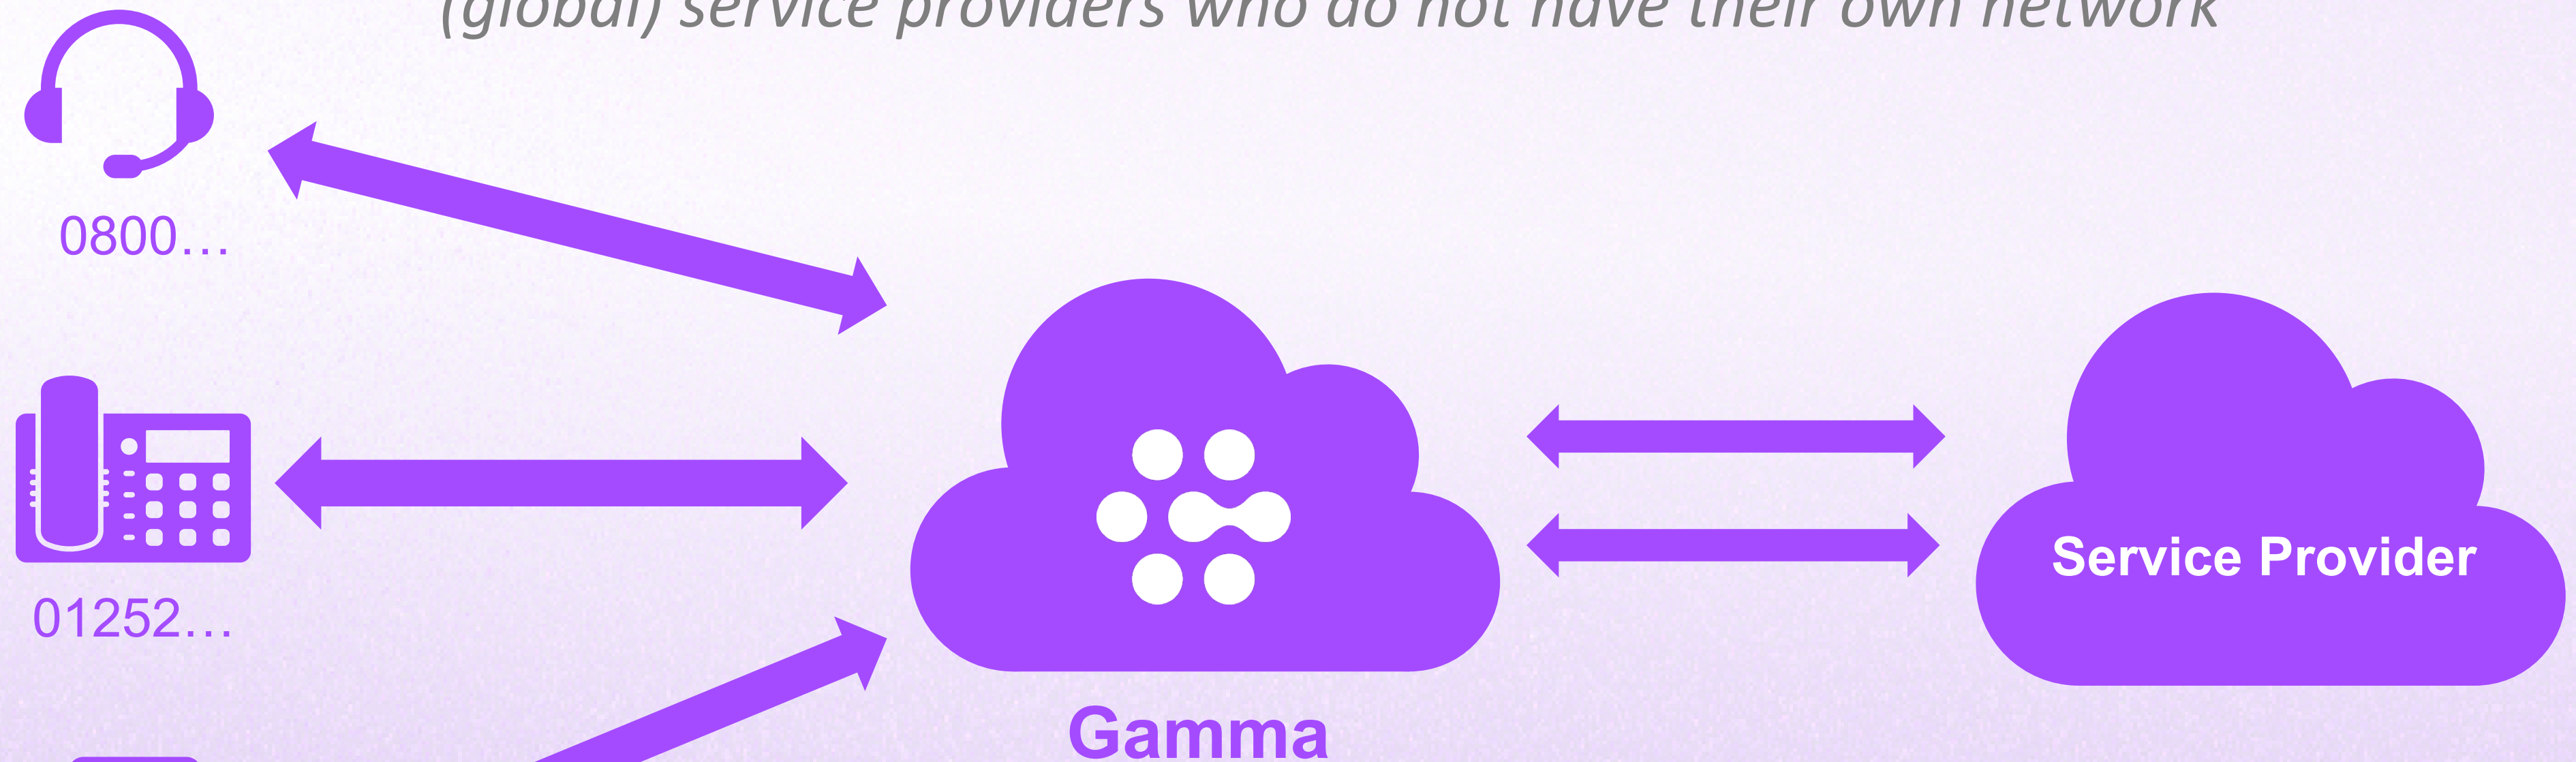 (global) service providers who do not have their own network
0800…
01252…
Service Provider
Gamma